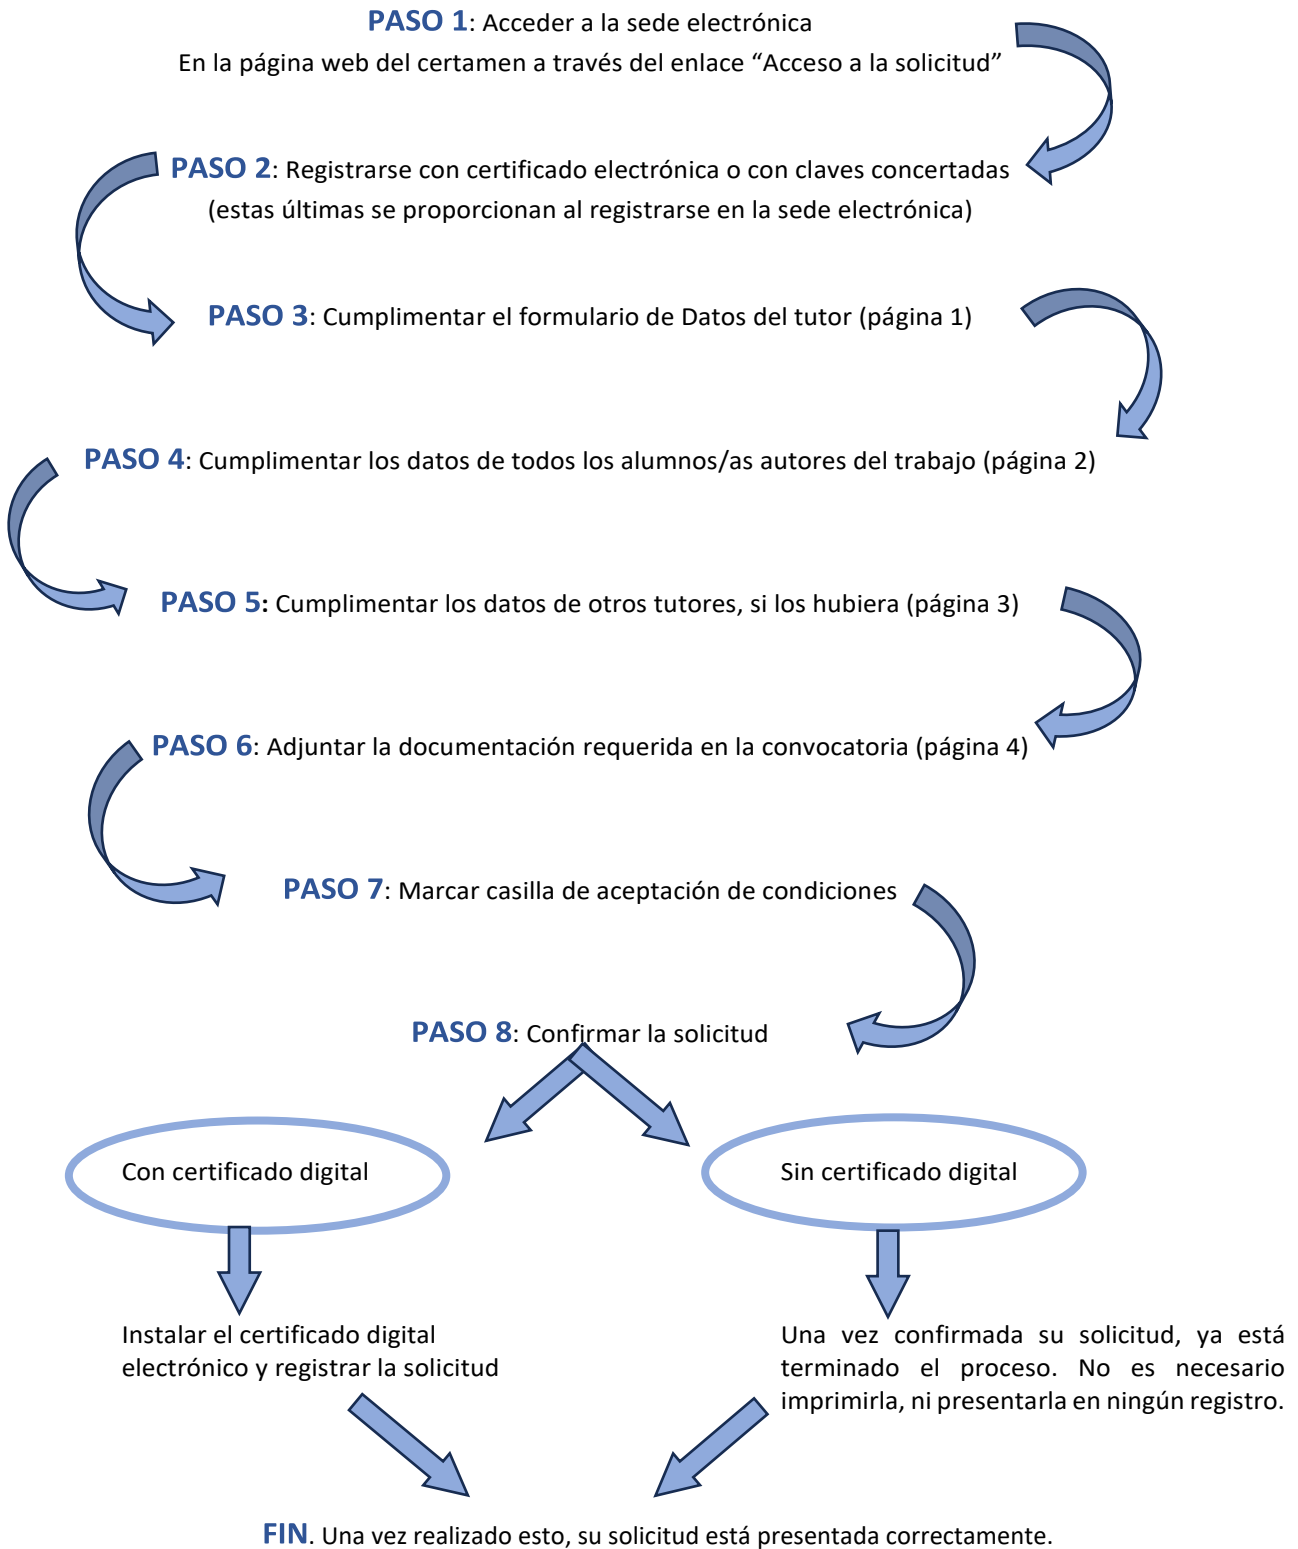 PASO 1: Acceder a la sede electrónica
En la página web del certamen a través del enlace “Acceso a la solicitud”
PASO 2: Registrarse con certificado electrónica o con claves concertadas
(estas últimas se proporcionan al registrarse en la sede electrónica)
PASO 3: Cumplimentar el formulario de Datos del tutor (página 1)
PASO 4: Cumplimentar los datos de todos los alumnos/as autores del trabajo (página 2)
PASO 5: Cumplimentar los datos de otros tutores, si los hubiera (página 3)
PASO 6: Adjuntar la documentación requerida en la convocatoria (página 4)
PASO 7: Marcar casilla de aceptación de condiciones
PASO 8: Confirmar la solicitud
Con certificado digital
Instalar el certificado digital
electrónico y registrar la solicitud
Sin certificado digital
Una vez confirmada su solicitud, ya está
terminado el proceso. No es necesario
imprimirla, ni presentarla en ningún registro.
FIN. Una vez realizado esto, su solicitud está presentada correctamente.